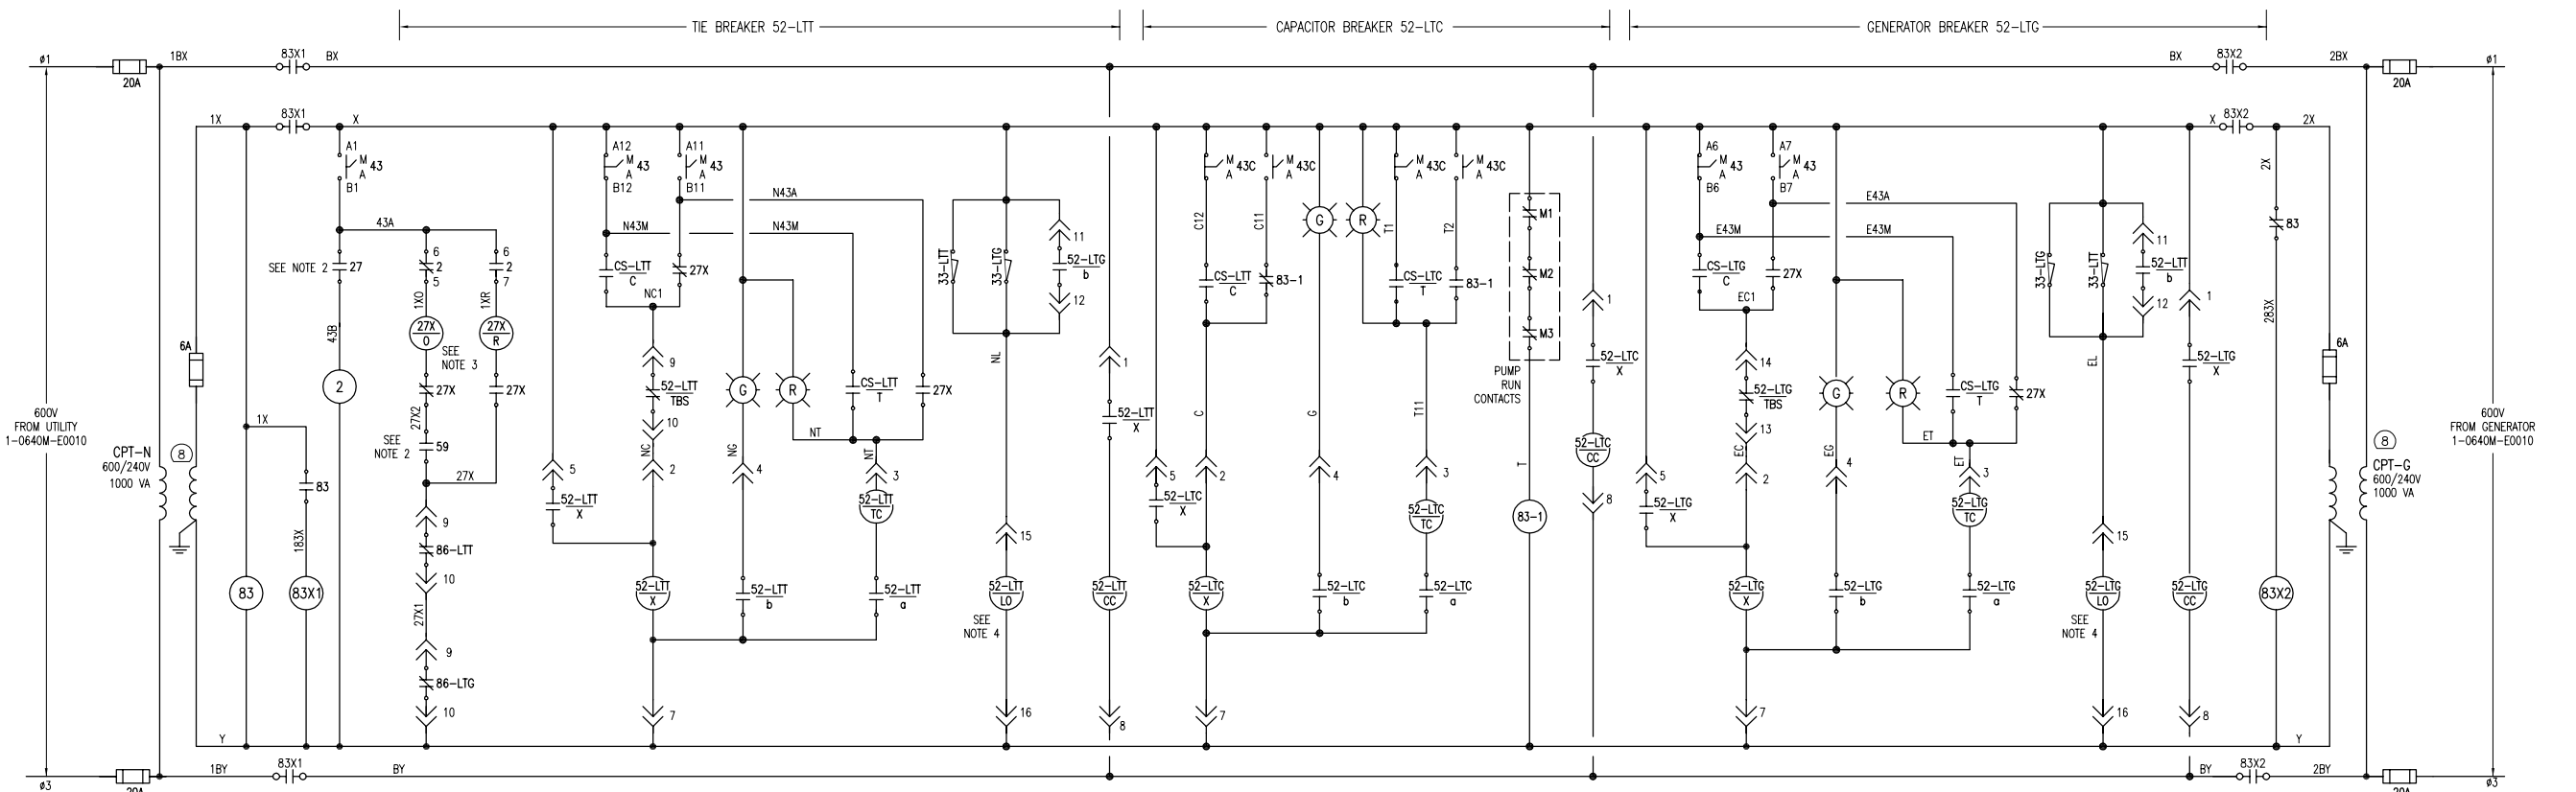 TIE BREAKER 52-LTT
CAPACITOR BREAKER 52-LTC
GENERATOR BREAKER 52-LTG
ø1
20A
1BX
83X1
BX
BX
83X2
2BX
20A
ø1
1X
83X1
X
X
83X2
2X
A1
M
43
A
B1
A12
M
43
A
B12
A11
M
43
A
B11
M
43C
A
M
43C
A
M
43C
A
M
43C
A
A6
M
43
A
B6
A7
M
43
A
B7
2X
43A
N43A
N43M
N43M
E43A
E43M
E43M
83
SEE NOTE 2
27
6
2
5
6
2
7
1XO
1XR
CS-LTT
C
27X
NC1
33-LTT
33-LTG
11
52-LTG
b
12
C12
C11
G
R
T1
T2
CS-LTT
C
83-1
CS-LTC
T
83-1
M1
M2
M3
PUMP
RUN
CONTACTS
CS-LTG
C
27X
EC1
33-LTG
33-LTT
11
52-LTT
b
12
283X
43B
27X
O
27X
R
SEE
NOTE 3
2
27X
27X
27X2
SEE
NOTE 2
59
27X
9
52-LTT
TBS
10
NC
G
R
CS-LTT
T
27X
NT
NG
NT
NL
1
52-LTT
X
C
G
T11
T
1
52-LTC
X
52-LTC
CC
8
14
52-LTG
TBS
13
EC
G
R
CS-LTG
T
27X
ET
EG
ET
EL
1
52-LTG
X
6A
6A
600V
FROM UTILITY
1-0640M-E0010
CPT-N
600/240V
1000 VA
8
1X
83
183X
83
83X1
5
52-LTT
X
2
4
3
52-LTT
TC
15
5
52-LTC
X
2
4
3
52-LTC
TC
83-1
5
52-LTG
X
2
4
3
52-LTG
TC
15
8
CPT-G
600/240V
1000 VA
600V
FROM GENERATOR
1-0640M-E0010
9
86-LTT
10
27X1
9
86-LTG
10
52-LTT
X
52-LTT
b
52-LTT
a
52-LTT
LO
SEE
NOTE 4
52-LTT
CC
52-LTC
X
52-LTC
b
52-LTC
a
52-LTG
X
52-LTG
b
52-LTG
a
52-LTG
LO
SEE
NOTE 4
52-LTG
CC
83X2
7
16
8
7
7
16
8
Y
Y
ø3
20A
1BY
83X1
BY
BY
83X2
2BY
20A
ø3